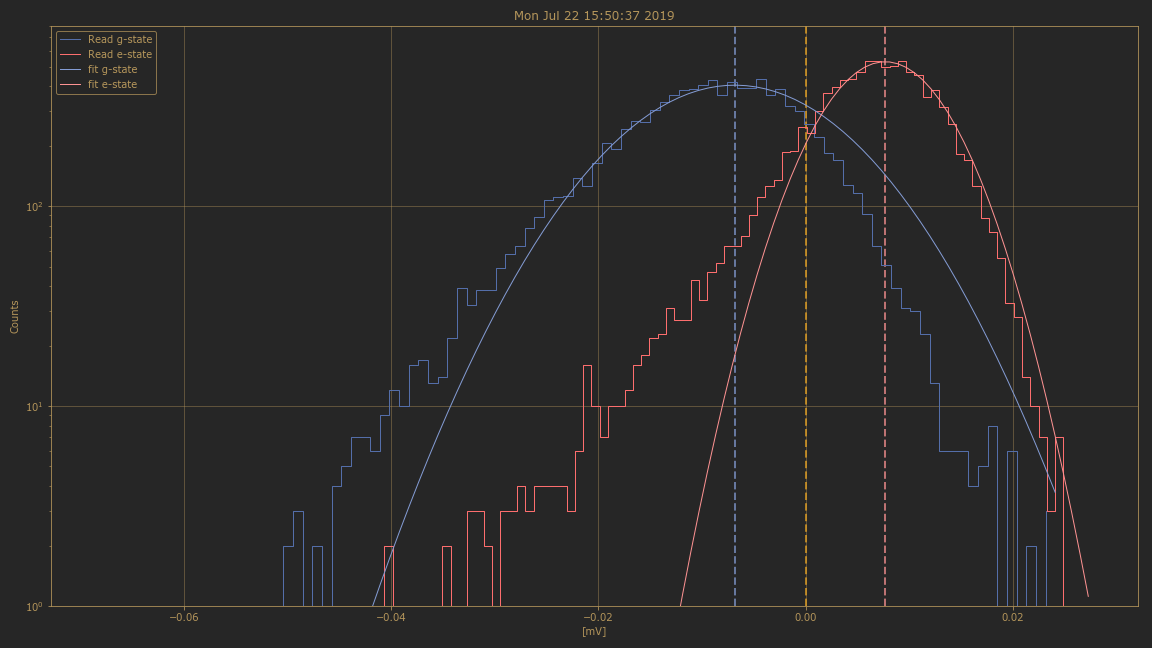 Mon Jul 22 15:50:37 2019
Read g-state
Read e-state
fit g-state
fit e-state
Counts
10²
10¹
10⁰
−0.06 −0.04 −0.02 0.00 0.02
[mV]